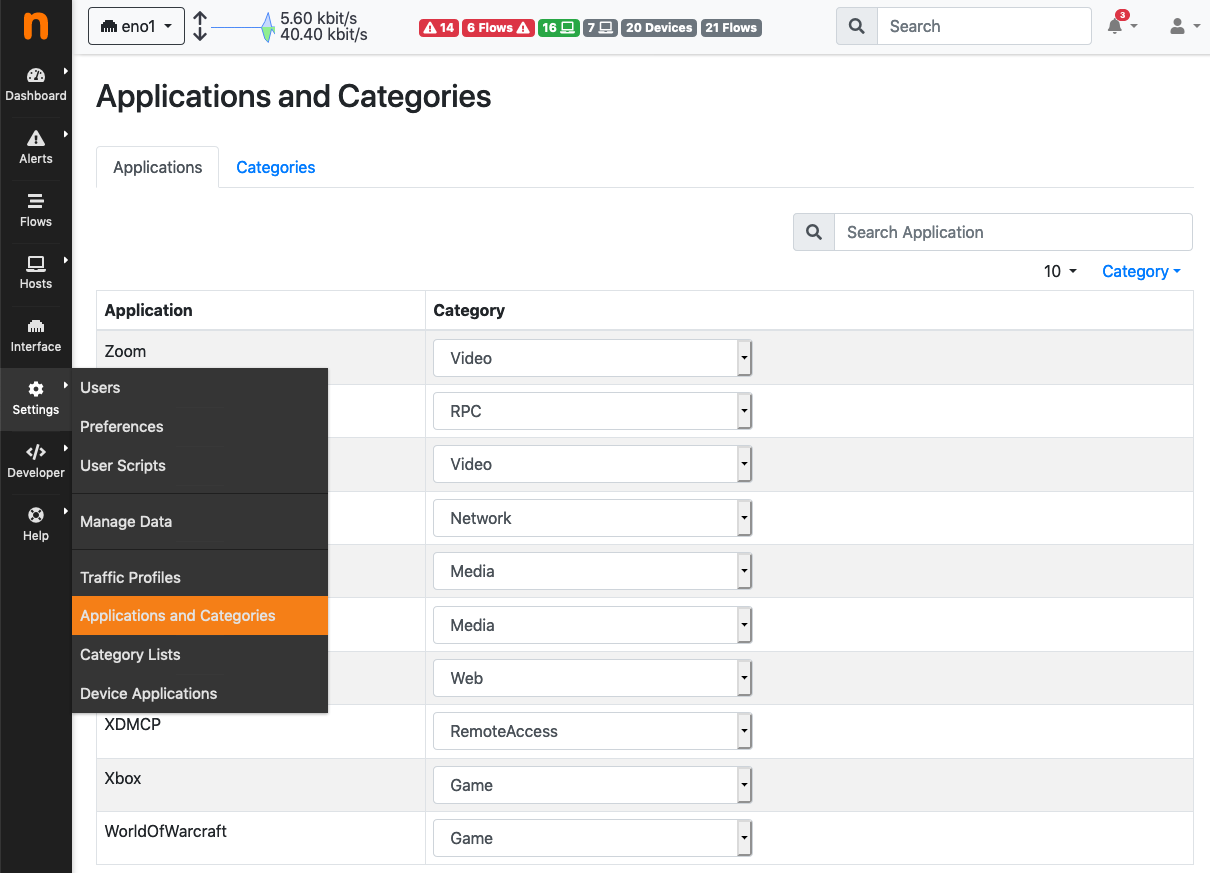 n
eno1
5.60 kbit/s
40.40 kbit/s
14
6 Flows
16
7
20 Devices
21 Flows
Search
3
Dashboard
Alerts
Flows
Hosts
Interface
Settings
Developer
Help
Applications and Categories
Applications
Categories
Search Application
10
Category
Application
Category
Zoom
Video
RPC
Video
Network
Media
Media
Web
XDMCP
RemoteAccess
Xbox
Game
WorldOfWarcraft
Game
Users
Preferences
User Scripts
Manage Data
Traffic Profiles
Applications and Categories
Category Lists
Device Applications